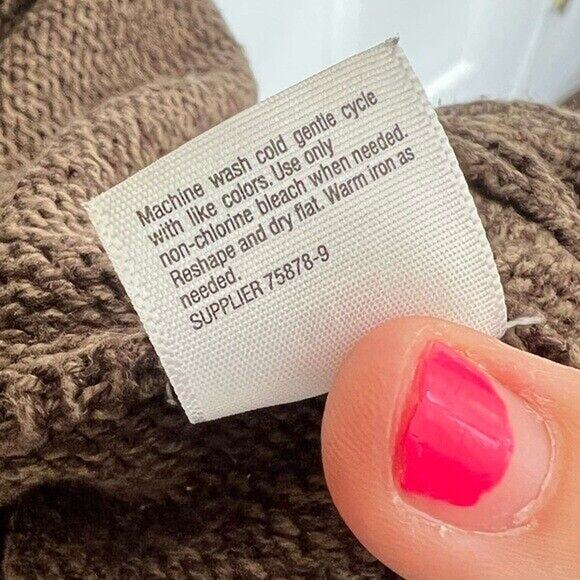 Machine wash cold gentle cycle
with like colors. Use only
non-chlorine bleach when needed.
Reshape and dry flat. Warm iron as
needed.
SUPPLIER 75878-9